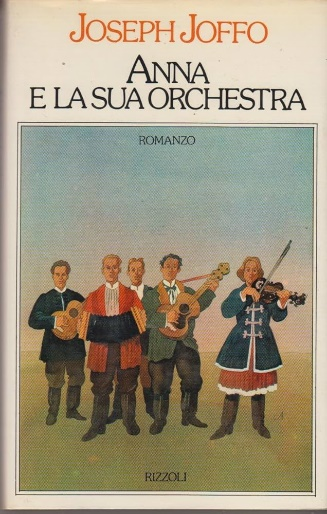 JOSEPH JOFFO
ANNA
E LA SUA ORCHESTRA
ROMANZO
RIZZOLI